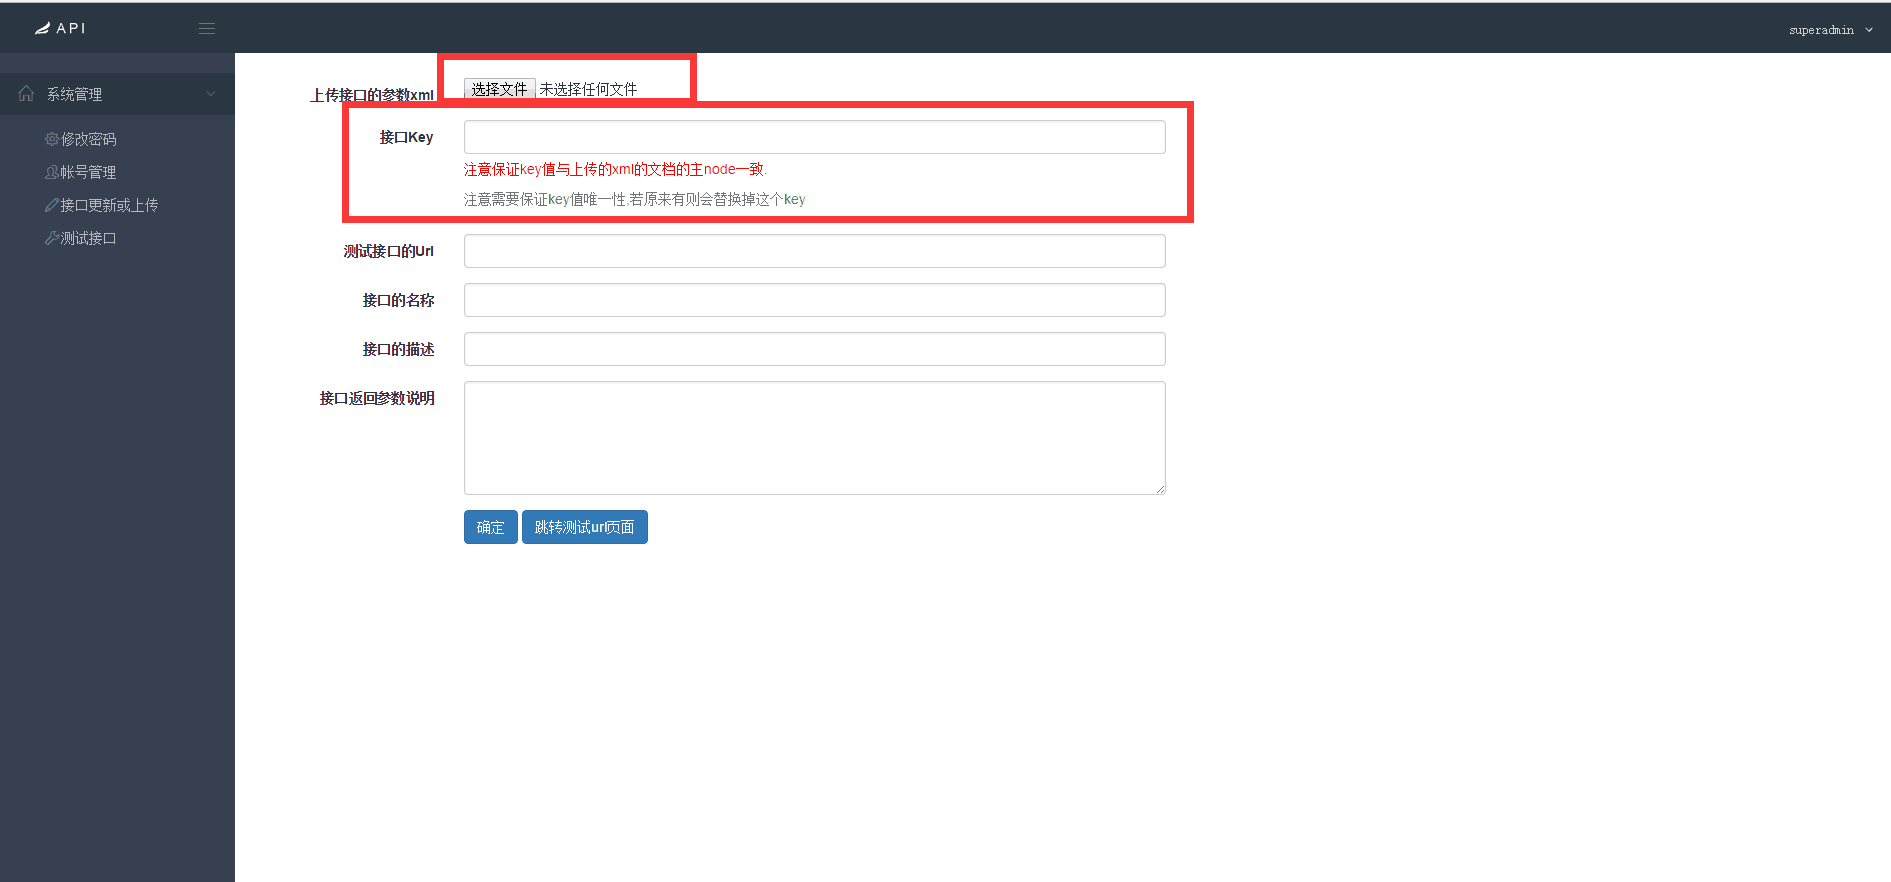 API
superadmin
系统管理
修改密码
帐号管理
接口更新或上传
测试接口
上传接口的参数xml
选择文件 未选择任何文件
接口Key
注意保证key值与上传的xml的文档的主node一致.
注意需要保证key值唯一性,若原来有则会替换掉这个key
测试接口的Url
接口的名称
接口的描述
接口返回参数说明
确定 跳转测试url页面